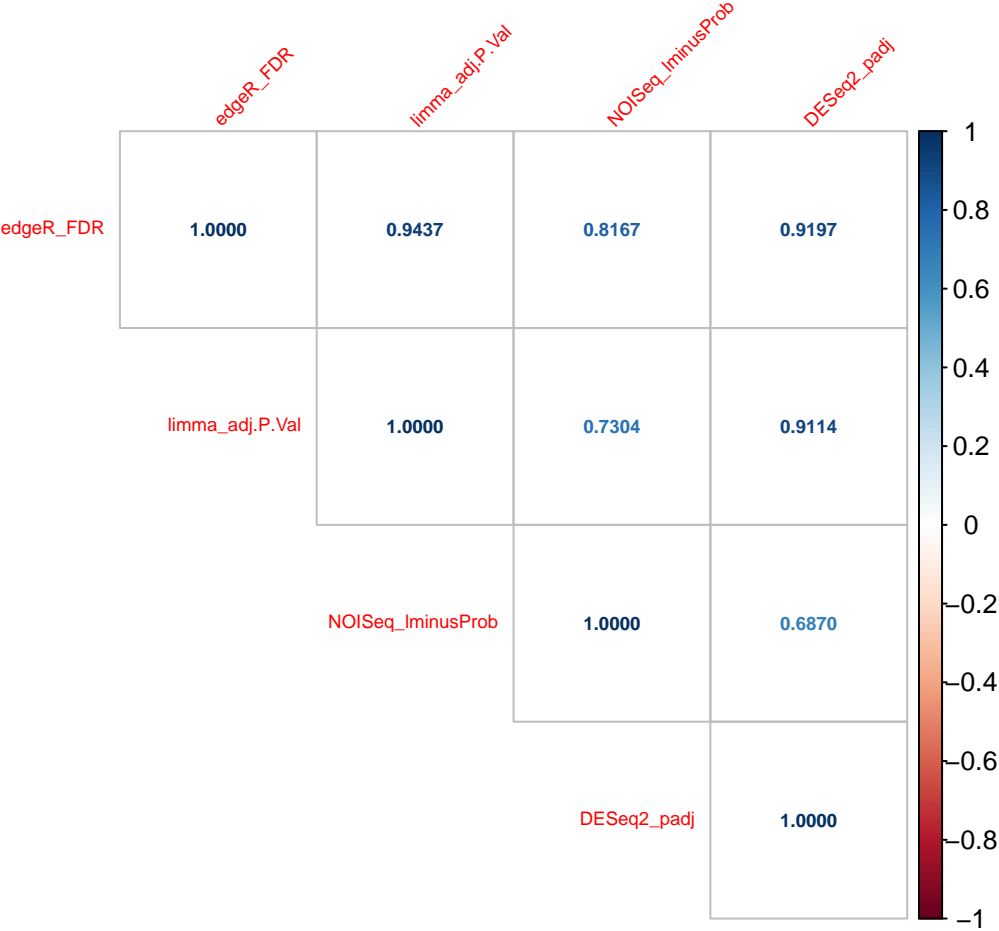 edgeR_FDR
limma_adj.P.Val
NOISeq_lminusProb
DESeq2_padj
edgeR_FDR 1.0000 0.9437 0.8167 0.9197
limma_adj.P.Val 1.0000 0.7304 0.9114
NOISeq_lminusProb 1.0000 0.6870
DESeq2_padj 1.0000
1
0.8
0.6
0.4
0.2
0
−0.2
−0.4
−0.6
−0.8
−1